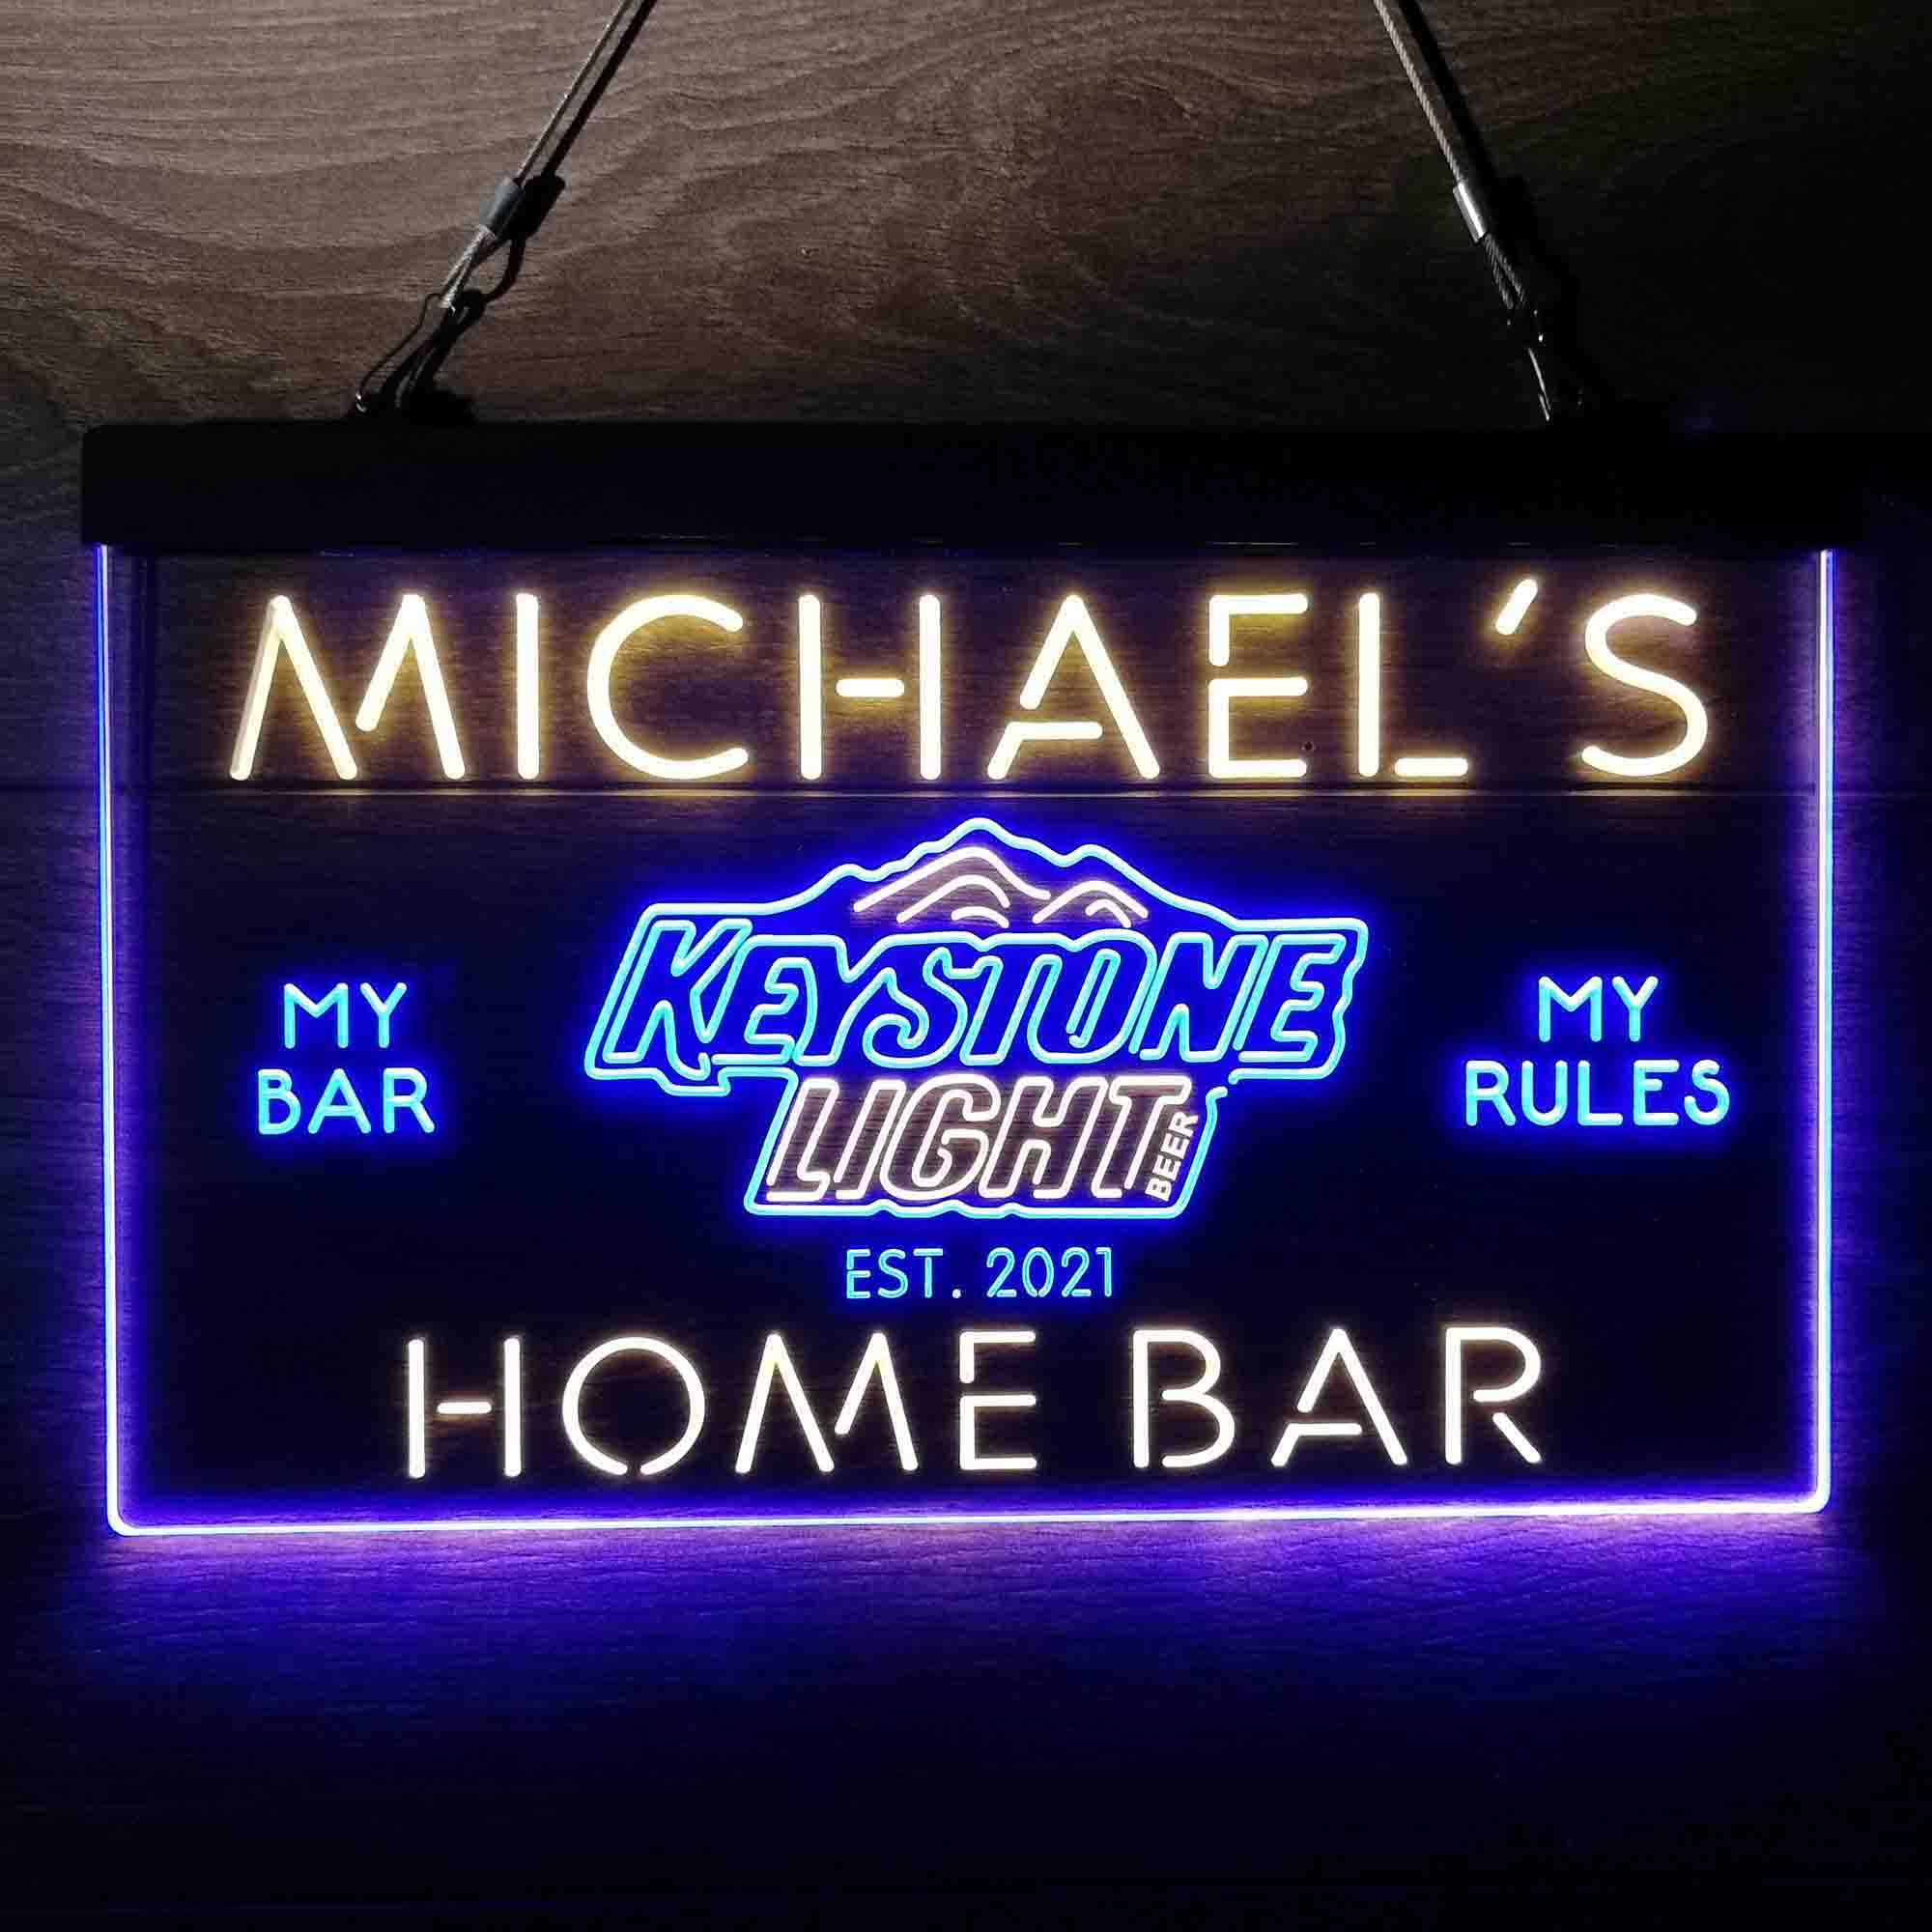 MICHAEL'S
KEYSTONE
LIGHT
BEER
MY
BAR
MY
RULES
EST. 2021
HOME BAR